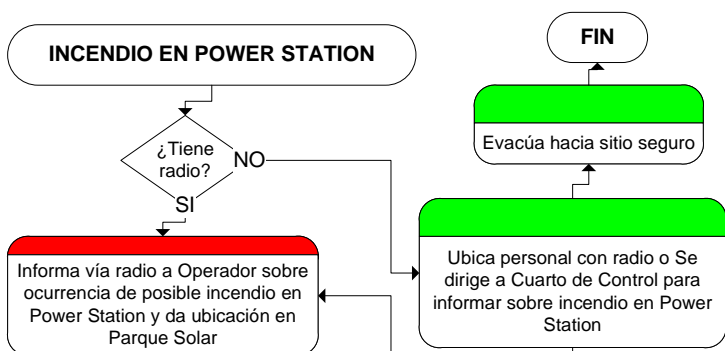 INCENDIO EN POWER STATION
FIN
¿Tiene
radio?
NO
SI
Evacúa hacia sitio seguro
Informa vía radio a Operador sobre
ocurrencia de posible incendio en
Power Station y da ubicación en
Parque Solar
Ubica personal con radio o Se
dirige a Cuarto de Control para
informar sobre incendio en Power
Station